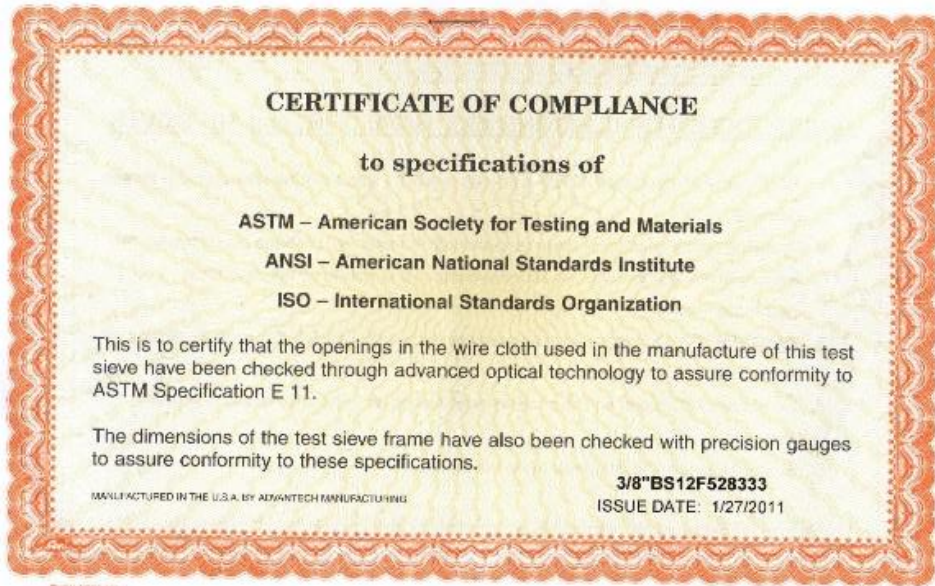 CERTIFICATE OF COMPLIANCE
to specifications of
ASTM – American Society for Testing and Materials
ANSI – American National Standards Institute
ISO – International Standards Organization
This is to certify that the openings in the wire cloth used in the manufacture of this test
sieve have been checked through advanced optical technology to assure conformity to
ASTM Specification E 11.
The dimensions of the test sieve frame have also been checked with precision gauges
to assure conformity to these specifications.
3/8"BS12F528333
MANUFACTURED IN THE U.S.A. BY ADVANTECH MANUFACTURING
ISSUE DATE: 1/27/2011